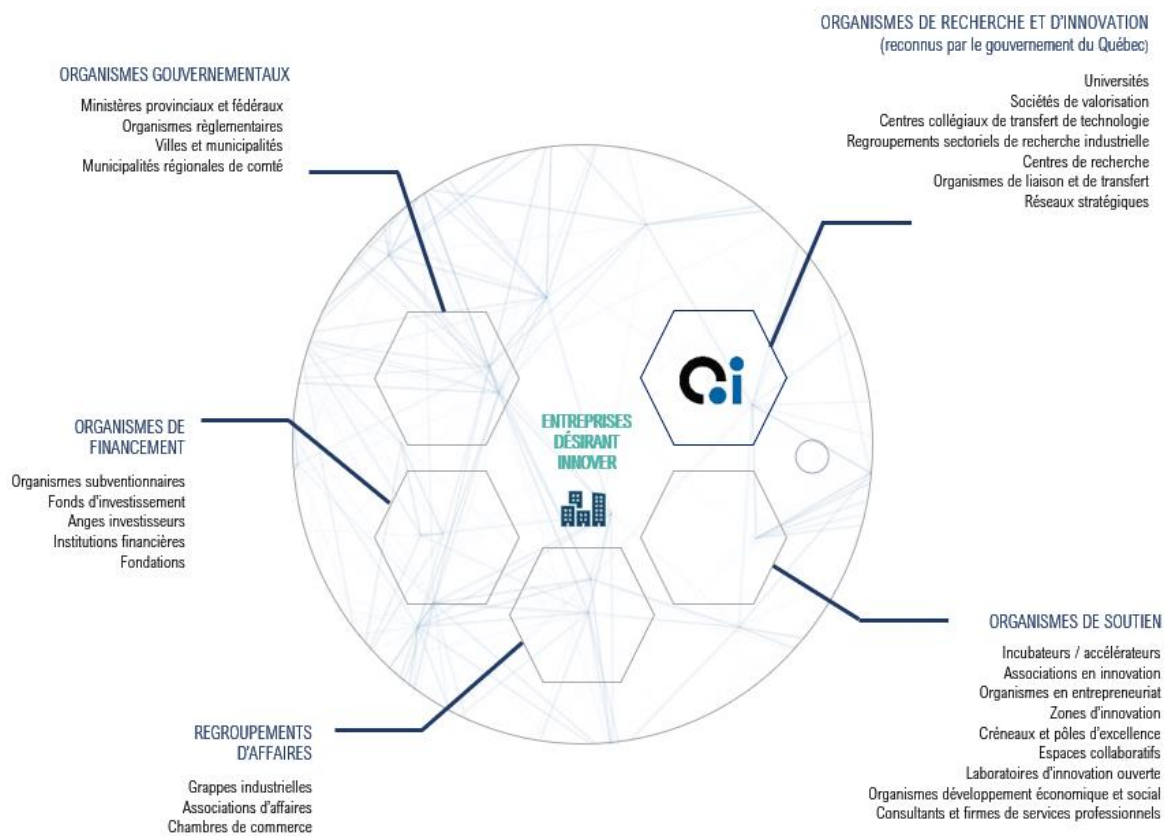 ORGANISMES DE RECHERCHE ET D'INNOVATION
(reconnus par le gouvernement du Québec)
Universités
Sociétés de valorisation
Centres collégiaux de transfert de technologie
Regroupements sectoriels de recherche industrielle
Centres de recherche
Organismes de liaison et de transfert
Réseaux stratégiques
ORGANISMES GOUVERNEMENTAUX
Ministères provinciaux et fédéraux
Organismes règlementaires
Villes et municipalités
Municipalités régionales de comté
ORGANISMES DE
FINANCEMENT
Organismes subventionnaires
Fonds d'investissement
Anges investisseurs
Institutions financières
Fondations
ENTREPRISES
DÉSIRANT
INNOVER
Qi
REGROUPEMENTS
D'AFFAIRES
Grappes industrielles
Associations d'affaires
Chambres de commerce
ORGANISMES DE SOUTIEN
Incubateurs / accélérateurs
Associations en innovation
Organismes en entrepreneuriat
Zones d'innovation
Créneaux et pôles d'excellence
Espaces collaboratifs
Laboratoires d'innovation ouverte
Organismes développement économique et social
Consultants et firmes de services professionnels